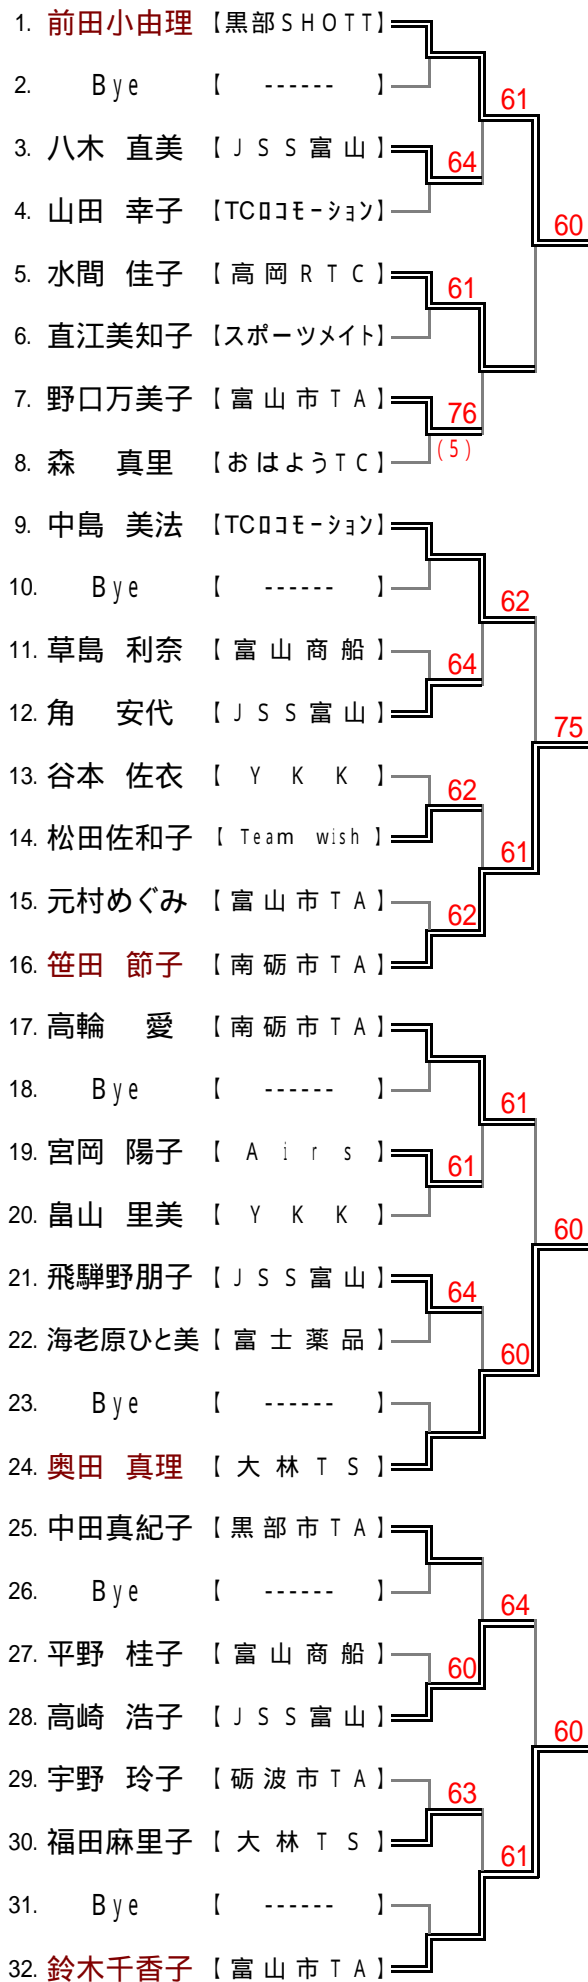 1. 前田小由理 【黒部SHOTT】
2. Bye 【 ------ 】
61
3. 八木 直美 【JSS富山】
64
4. 山田 幸子 【TCロコモーション】
60
5. 水間 佳子 【高岡RTC】
61
6. 直江美知子 【スポーツメイト】
7. 野口万美子 【富山市TA】
76
(5)
8. 森 真里 【おはようTC】
9. 中島 美法 【TCロコモーション】
10. Bye 【 ------ 】
62
11. 草島 利奈 【富山商船】
64
12. 角 安代 【JSS富山】
75
13. 谷本 佐衣 【YKK】
62
14. 松田佐和子 【Team wish】
61
15. 元村めぐみ 【富山市TA】
62
16. 笹田 節子 【南砺市TA】
17. 高輪 愛 【南砺市TA】
18. Bye 【 ------ 】
61
19. 宮岡 陽子 【Airs】
61
20. 畠山 里美 【YKK】
60
21. 飛騨野朋子 【JSS富山】
64
22. 海老原ひと美 【富士薬品】
60
23. Bye 【 ------ 】
24. 奥田 真理 【大林TS】
25. 中田真紀子 【黒部市TA】
26. Bye 【 ------ 】
64
27. 平野 桂子 【富山商船】
60
28. 高崎 浩子 【JSS富山】
60
29. 宇野 玲子 【砺波市TA】
63
30. 福田麻里子 【大林TS】
61
31. Bye 【 ------ 】
32. 鈴木千香子 【富山市TA】